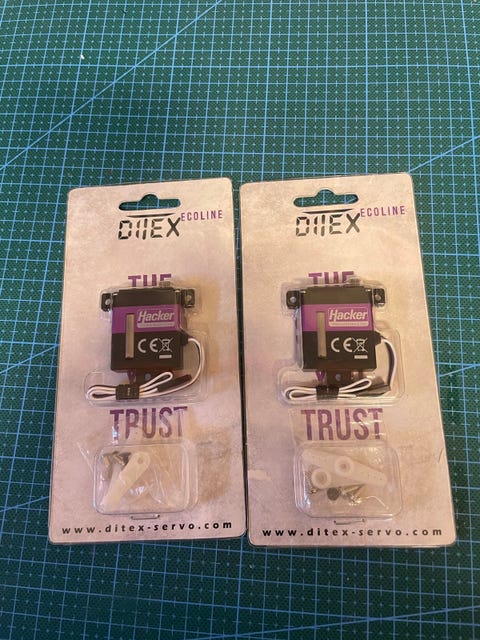 DITEX ECOLINE
THE
Hacker
CE
TRUST
www.ditex-servo.com
DITEX ECOLINE
THE
Hacker
CE
TRUST
www.ditex-servo.com